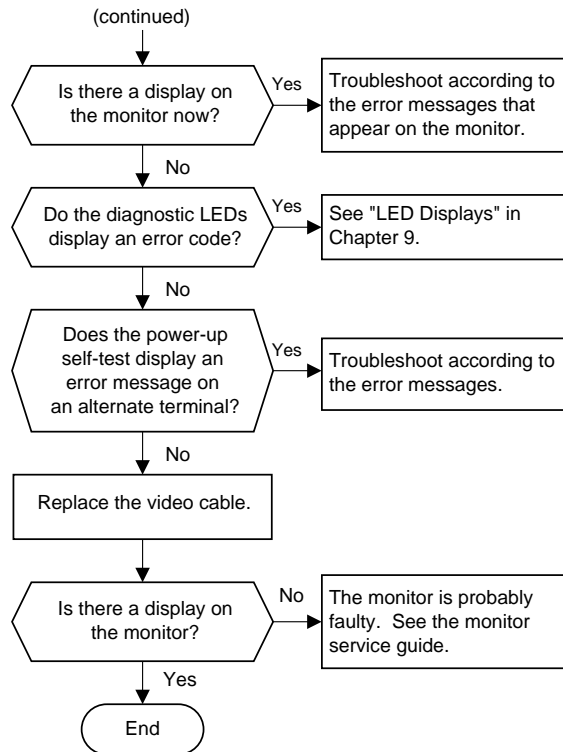 (continued)
Is there a display on
the monitor now?
Yes
Troubleshoot according to
the error messages that
appear on the monitor.
No
Do the diagnostic LEDs
display an error code?
Yes
See "LED Displays" in
Chapter 9.
No
Does the power-up
self-test display an
error message on
an alternate terminal?
Yes
Troubleshoot according to
the error messages.
No
Replace the video cable.
Is there a display on
the monitor?
No
The monitor is probably
faulty.  See the monitor
service guide.
Yes
End